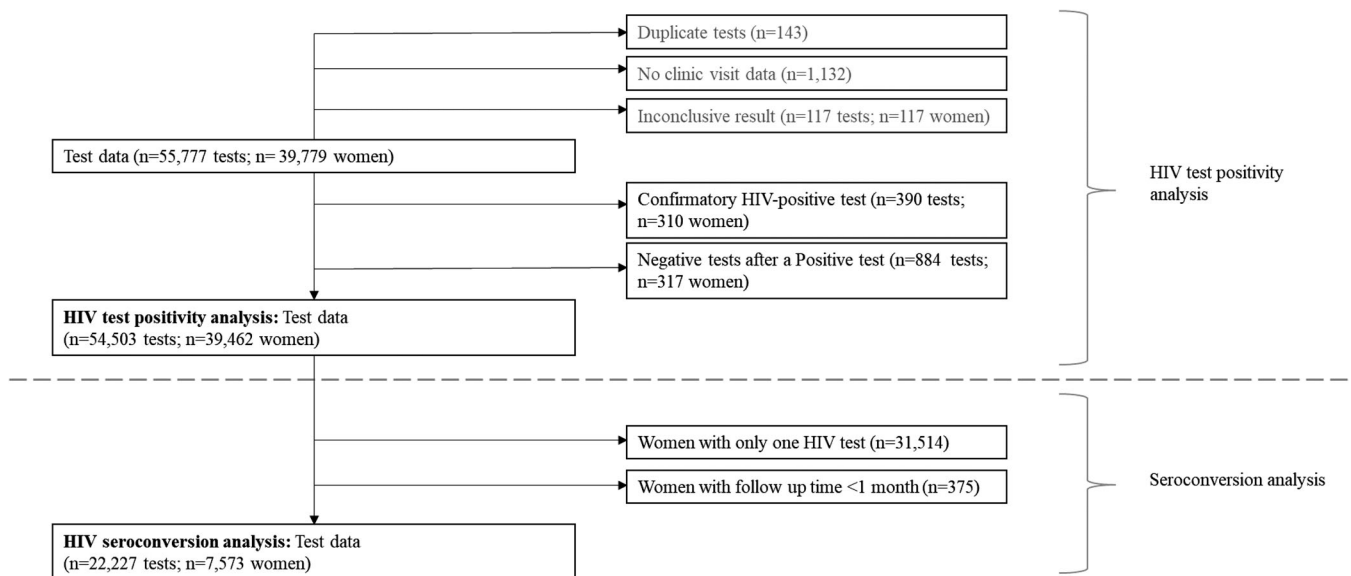 Duplicate tests (n=143)
No clinic visit data (n=1,132)
Inconclusive result (n=117 tests; n=117 women)
Test data (n=55,777 tests; n= 39,779 women)
HIV test positivity
analysis
Confirmatory HIV-positive test (n=390 tests;
n=310 women)
Negative tests after a Positive test (n=884 tests;
n=317 women)
HIV test positivity analysis: Test data
(n=54,503 tests; n=39,462 women)
Women with only one HIV test (n=31,514)
Women with follow up time <1 month (n=375)
Seroconversion analysis
HIV seroconversion analysis: Test data
(n=22,227 tests; n=7,573 women)